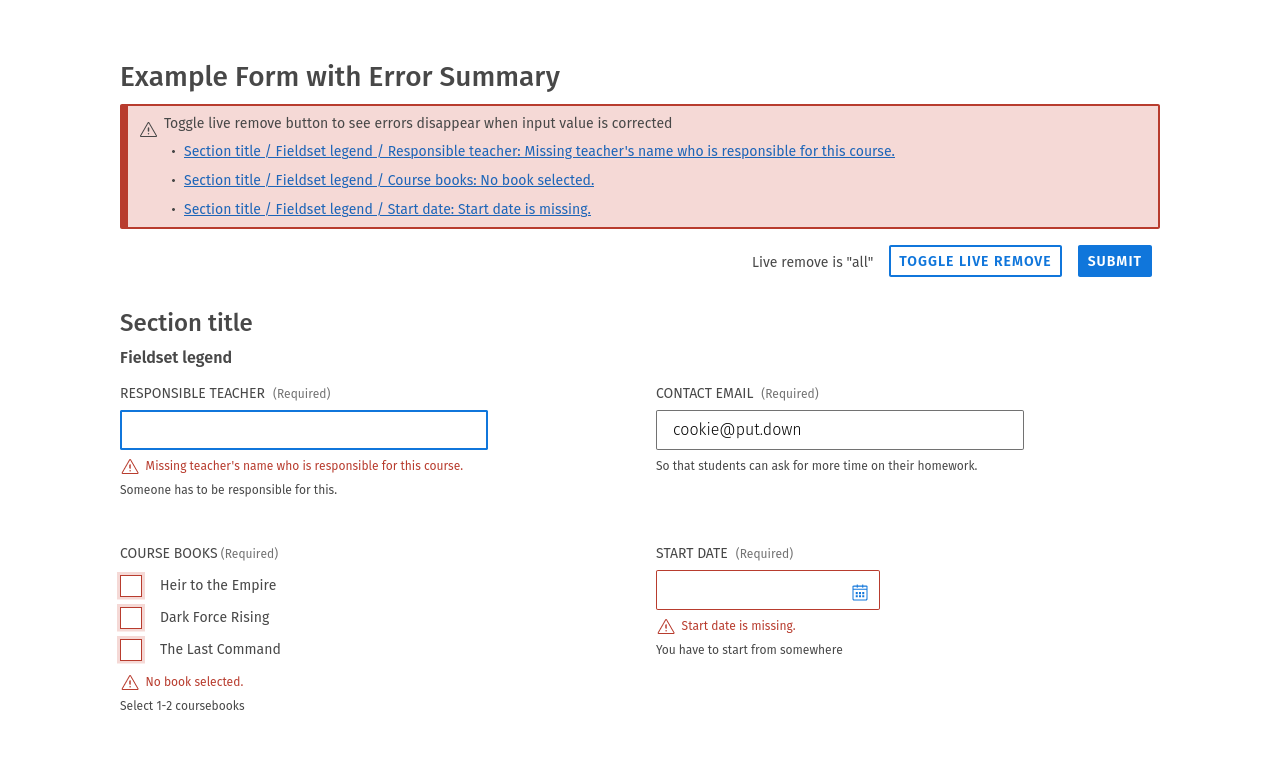 Example Form with Error Summary
Toggle live remove button to see errors disappear when input value is corrected
• Section title / Fieldset legend / Responsible teacher: Missing teacher's name who is responsible for this course.
• Section title / Fieldset legend / Course books: No book selected.
• Section title / Fieldset legend / Start date: Start date is missing.
Live remove is "all" TOGGLE LIVE REMOVE SUBMIT
Section title
Fieldset legend
RESPONSIBLE TEACHER (Required)
Missing teacher's name who is responsible for this course.
Someone has to be responsible for this.
CONTACT EMAIL (Required)
cookie@put.down
So that students can ask for more time on their homework.
COURSE BOOKS (Required)
Heir to the Empire
Dark Force Rising
The Last Command
No book selected.
Select 1-2 coursebooks
START DATE (Required)
Start date is missing.
You have to start from somewhere